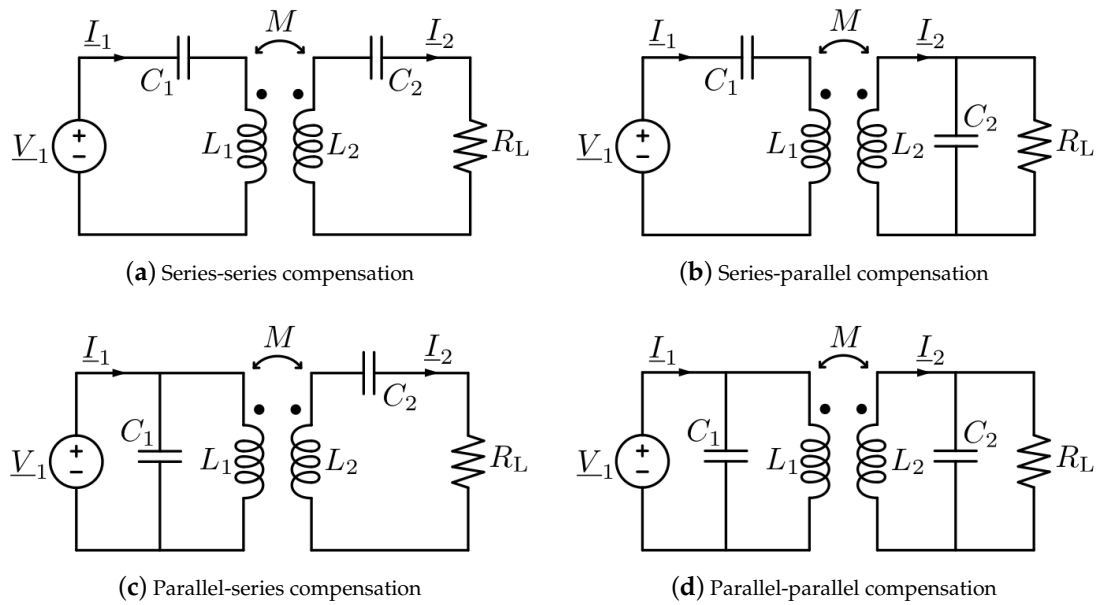 I1 M I2 I1 M I2
C1 C2 C1 C2
V1 + − L1 L2 RL V1 + − L1 L2 RL
(a) Series-series compensation (b) Series-parallel compensation
I1 M I2 I1 M I2
C1 C2 C1 C2
V1 + − L1 L2 RL V1 + − L1 L2 RL
(c) Parallel-series compensation (d) Parallel-parallel compensation